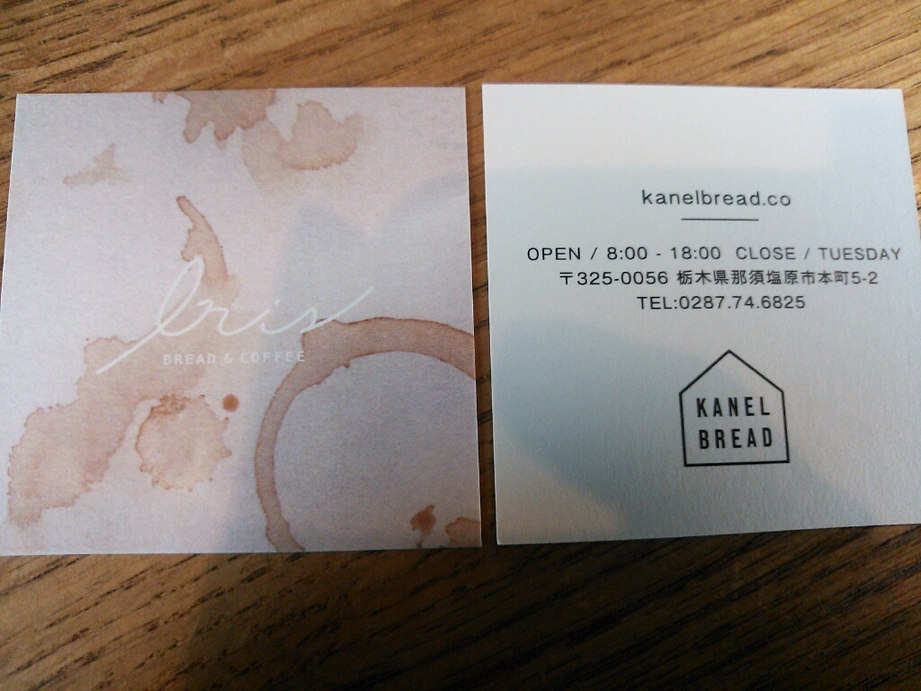 Iris
BREAD & COFFEE
kanelbread.co
OPEN / 8:00 - 18:00 CLOSE / TUESDAY
〒325-0056 栃木県那須塩原市本町5-2
TEL:0287.74.6825
KANEL
BREAD